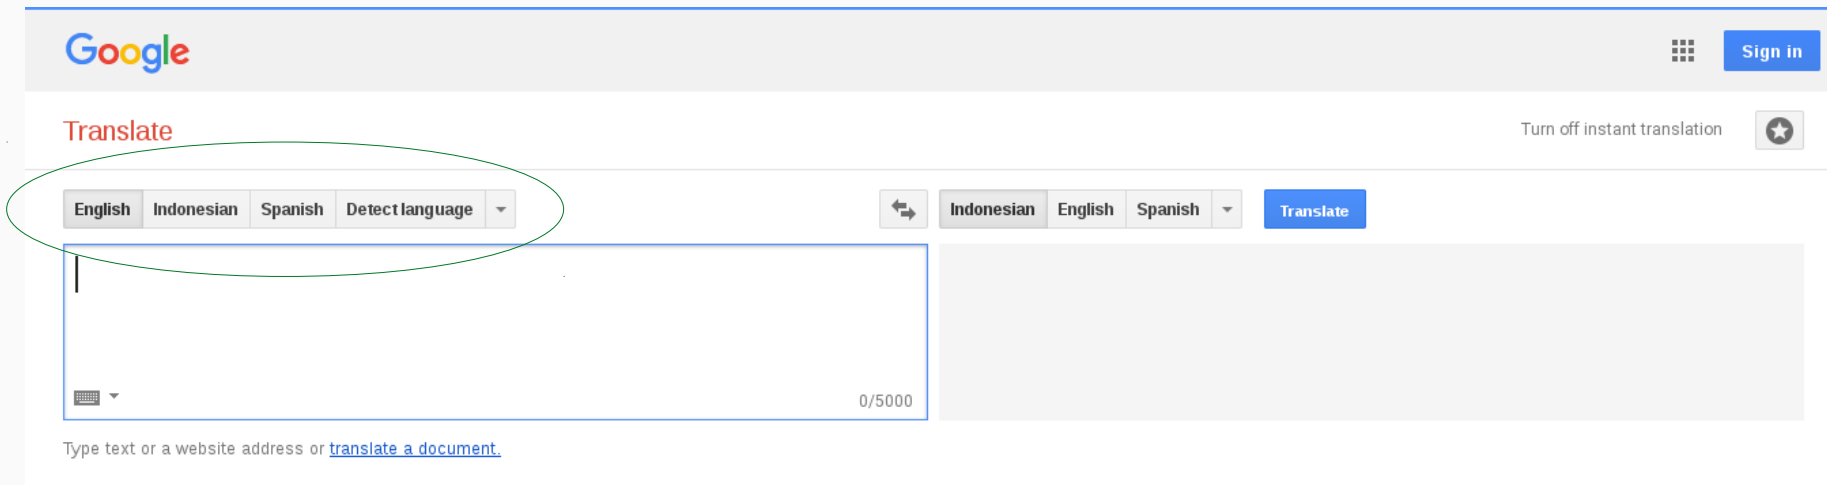 Google
Sign in
Translate
Turn off instant translation
English Indonesian Spanish Detect language
Indonesian English Spanish
Translate
0/5000
Type text or a website address or translate a document.